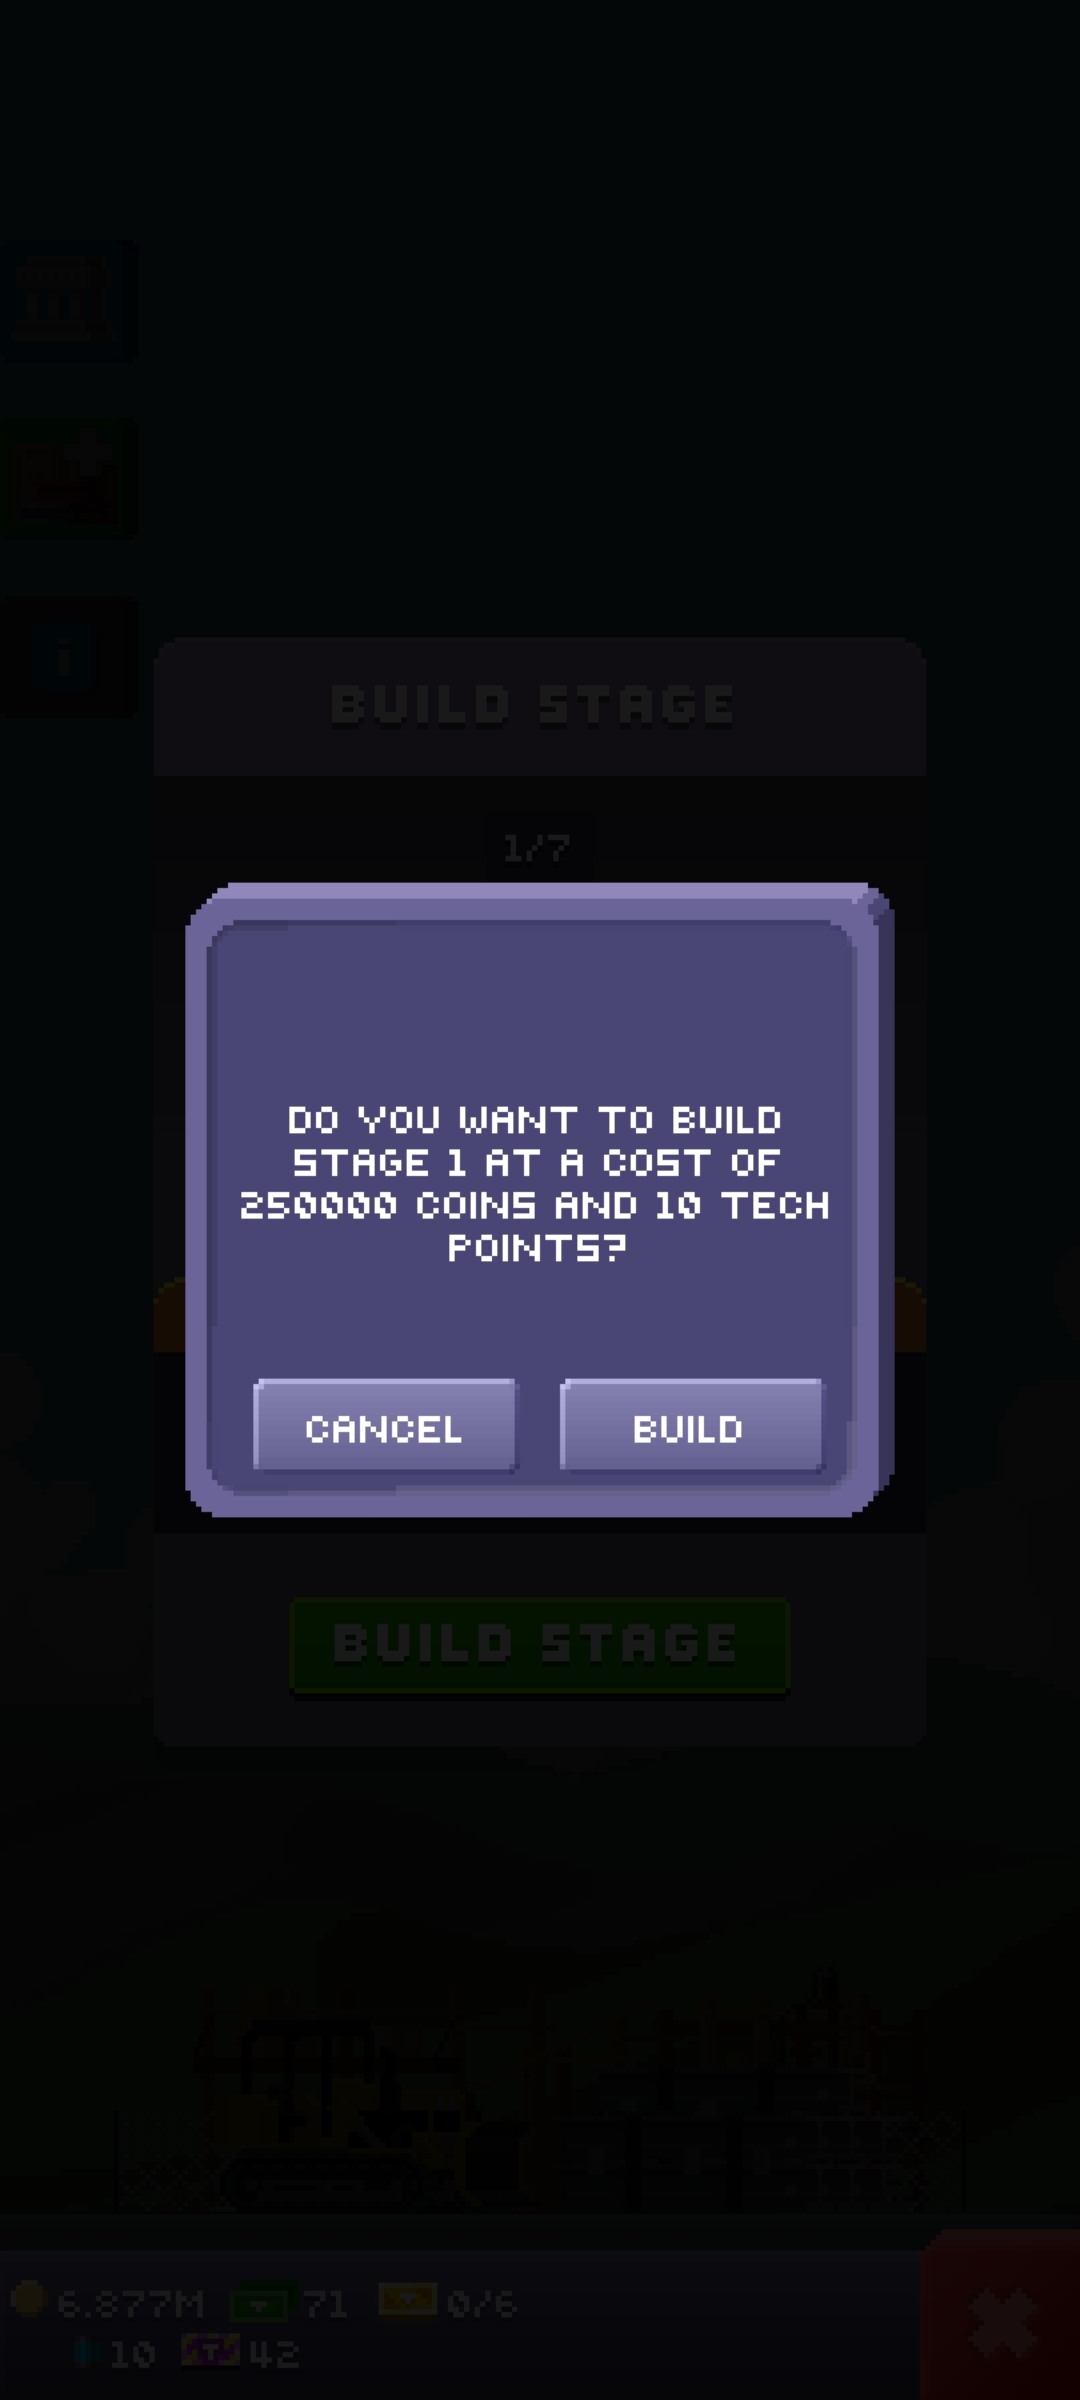 BUILD STAGE
1/7
DO YOU WANT TO BUILD
STAGE 1 AT A COST OF
250000 COINS AND 10 TECH
POINTS?
CANCEL
BUILD
BUILD STAGE
6.877M
71
0/6
10
T
42